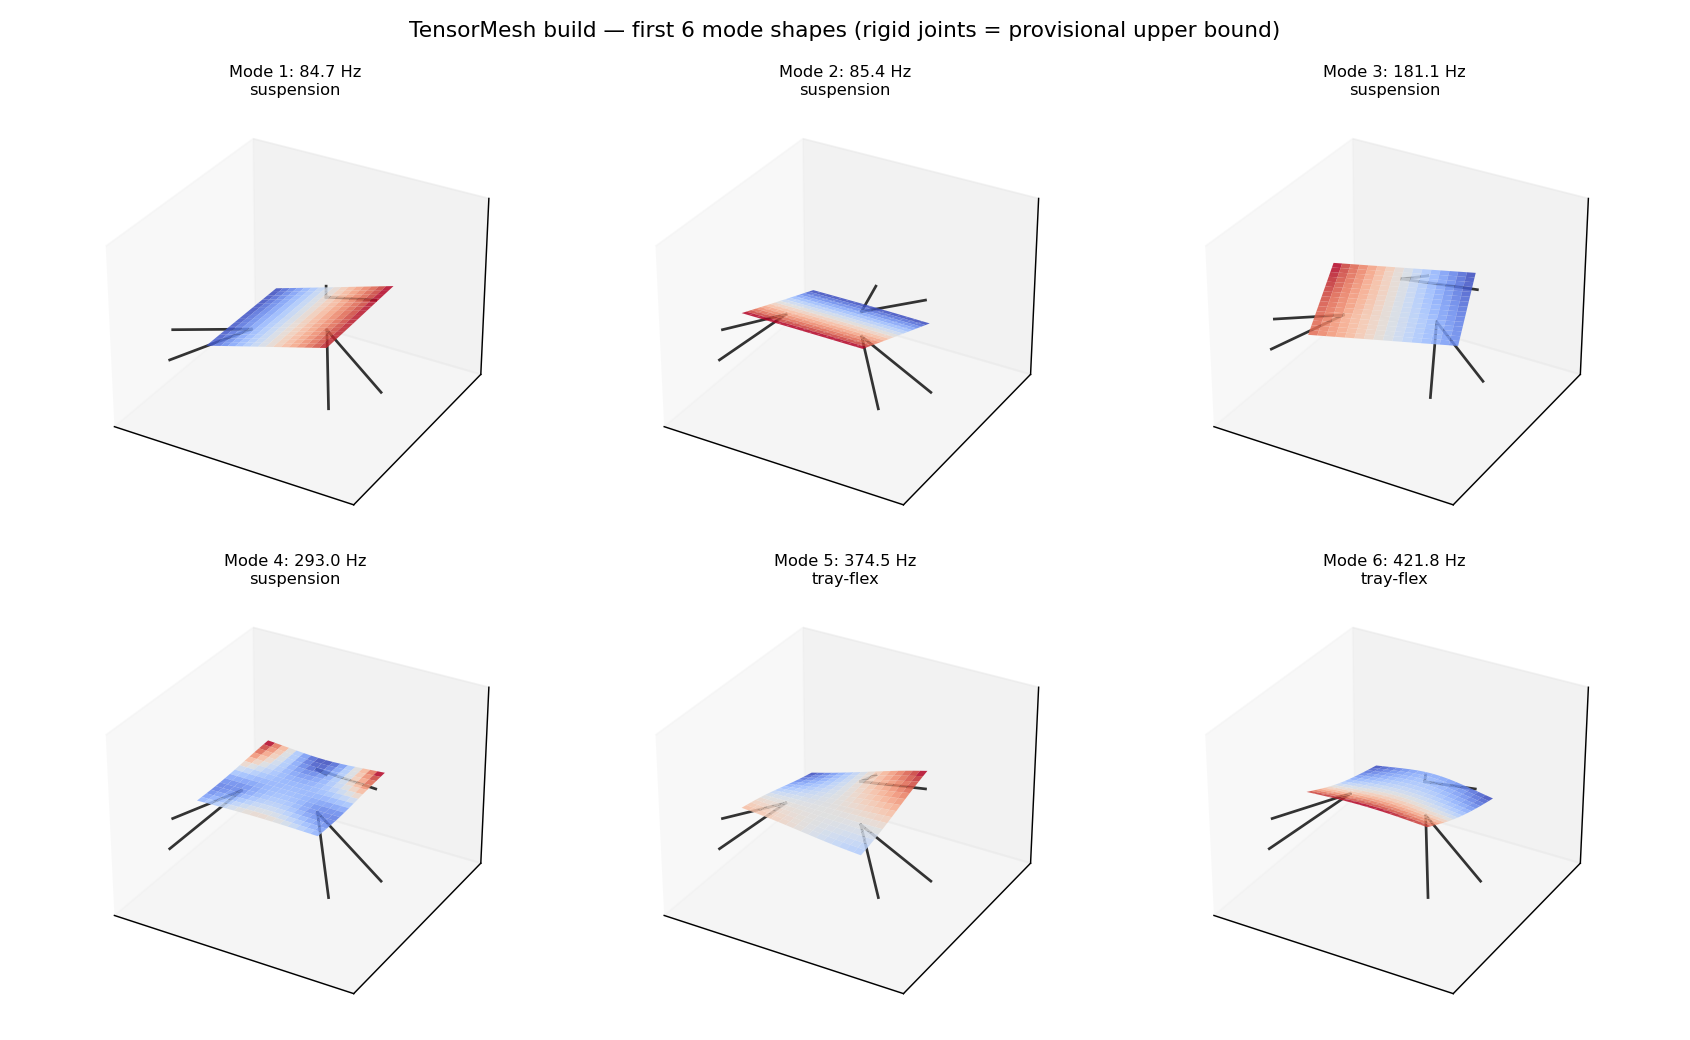 TensorMesh build — first 6 mode shapes (rigid joints = provisional upper bound)
Mode 1: 84.7 Hz
suspension
Mode 2: 85.4 Hz
suspension
Mode 3: 181.1 Hz
suspension
Mode 4: 293.0 Hz
suspension
Mode 5: 374.5 Hz
tray-flex
Mode 6: 421.8 Hz
tray-flex